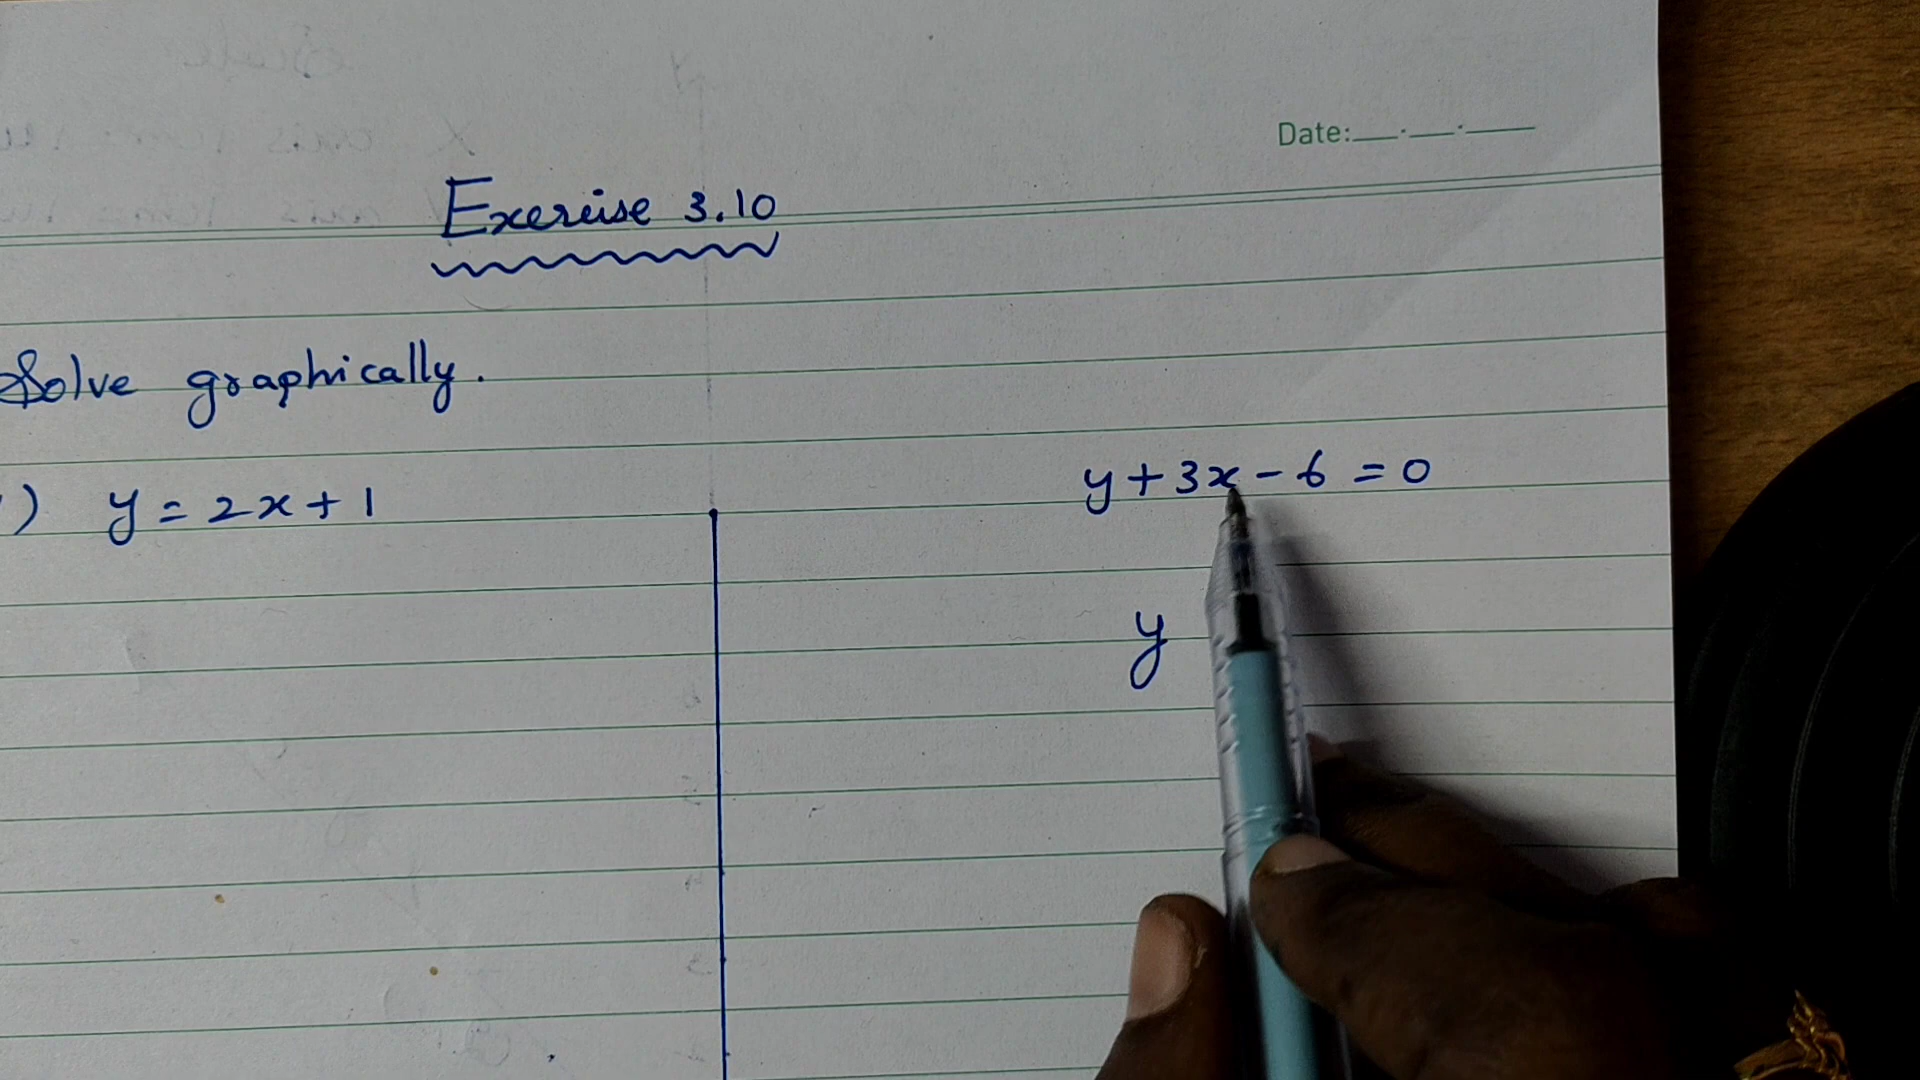 Date:
Exercise 3.10
Solve graphically.
) y = 2x + 1
y + 3x - 6 = 0
y